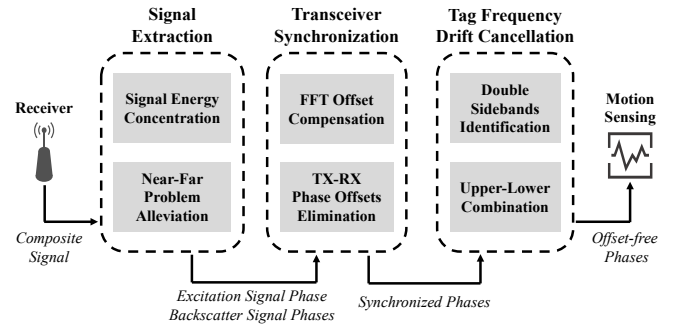 Signal
Extraction
Transceiver
Synchronization
Tag Frequency
Drift Cancellation
Receiver
Signal Energy
Concentration
Near-Far
Problem
Alleviation
FFT Offset
Compensation
TX-RX
Phase Offsets
Elimination
Double
Sidebands
Identification
Upper-Lower
Combination
Motion
Sensing
Composite
Signal
Excitation Signal Phase
Backscatter Signal Phases
Synchronized Phases
Offset-free
Phases